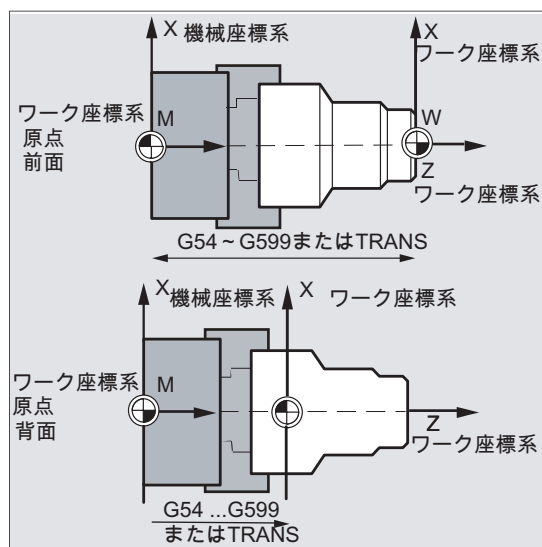 X 機械座標系
X
ワーク座標系
ワーク座標系
原点
前面
M
W
Z
ワーク座標系
G54～G599またはTRANS
X 機械座標系
X ワーク座標系
ワーク座標系
原点
背面
M
Z
ワーク座標系
G54 ...G599
またはTRANS